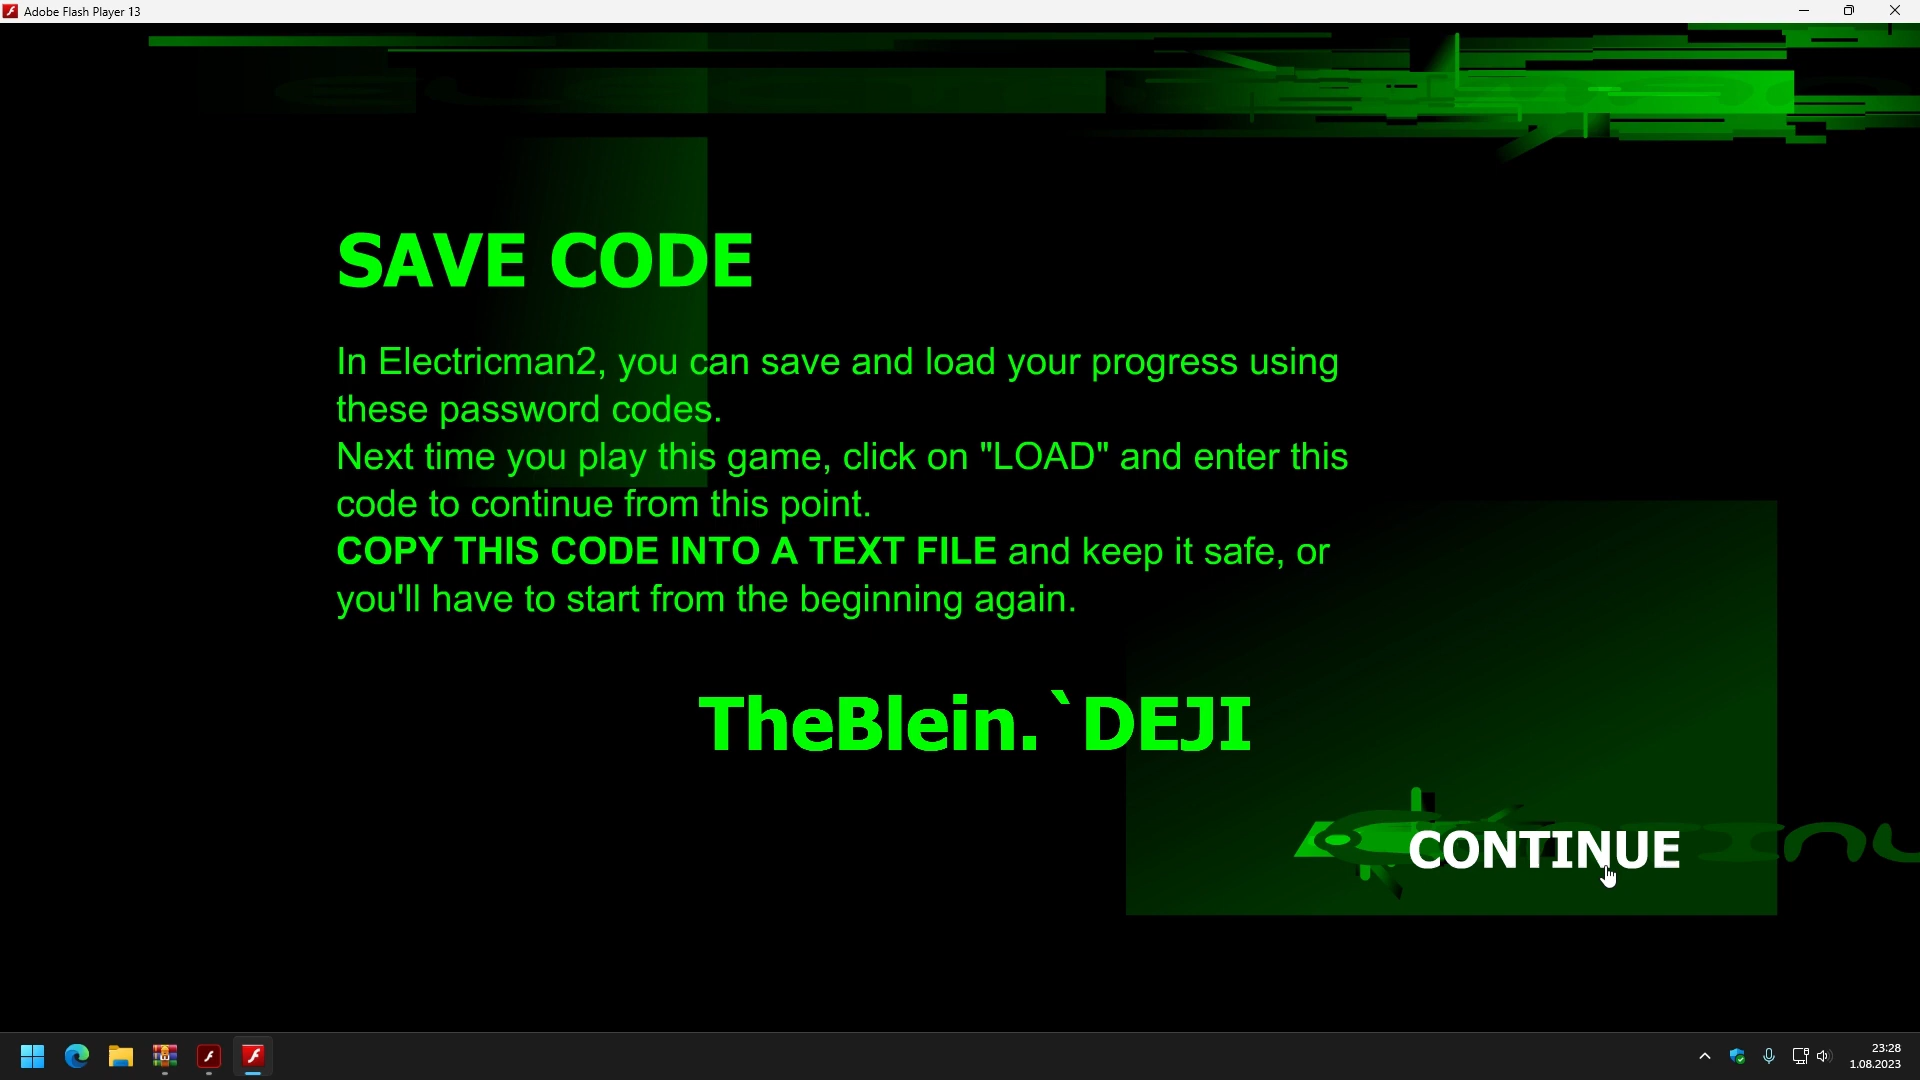 Adobe Flash Player 13
SAVE CODE
In Electricman2, you can save and load your progress using
these password codes.
Next time you play this game, click on "LOAD" and enter this
code to continue from this point.
COPY THIS CODE INTO A TEXT FILE and keep it safe, or
you'll have to start from the beginning again.
TheBlein.`DEJI
CONTINUE
23:28
1.08.2023